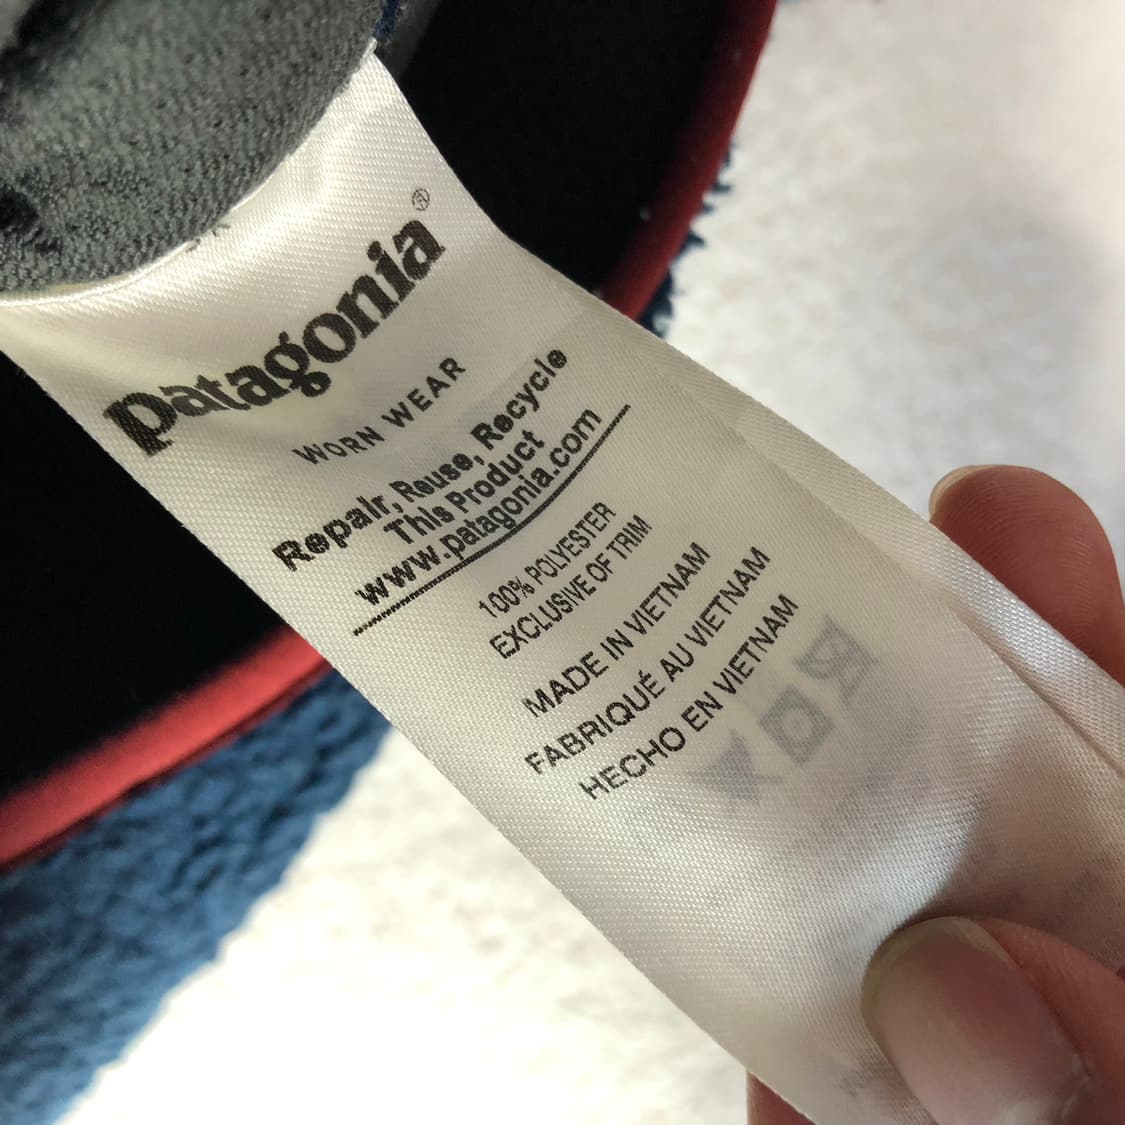 patagonia®
WORN WEAR
Repair, Reuse, Recycle
This Product
www.patagonia.com
100% POLYESTER
EXCLUSIVE OF TRIM
MADE IN VIETNAM
FABRIQUÉ AU VIETNAM
HECHO EN VIETNAM